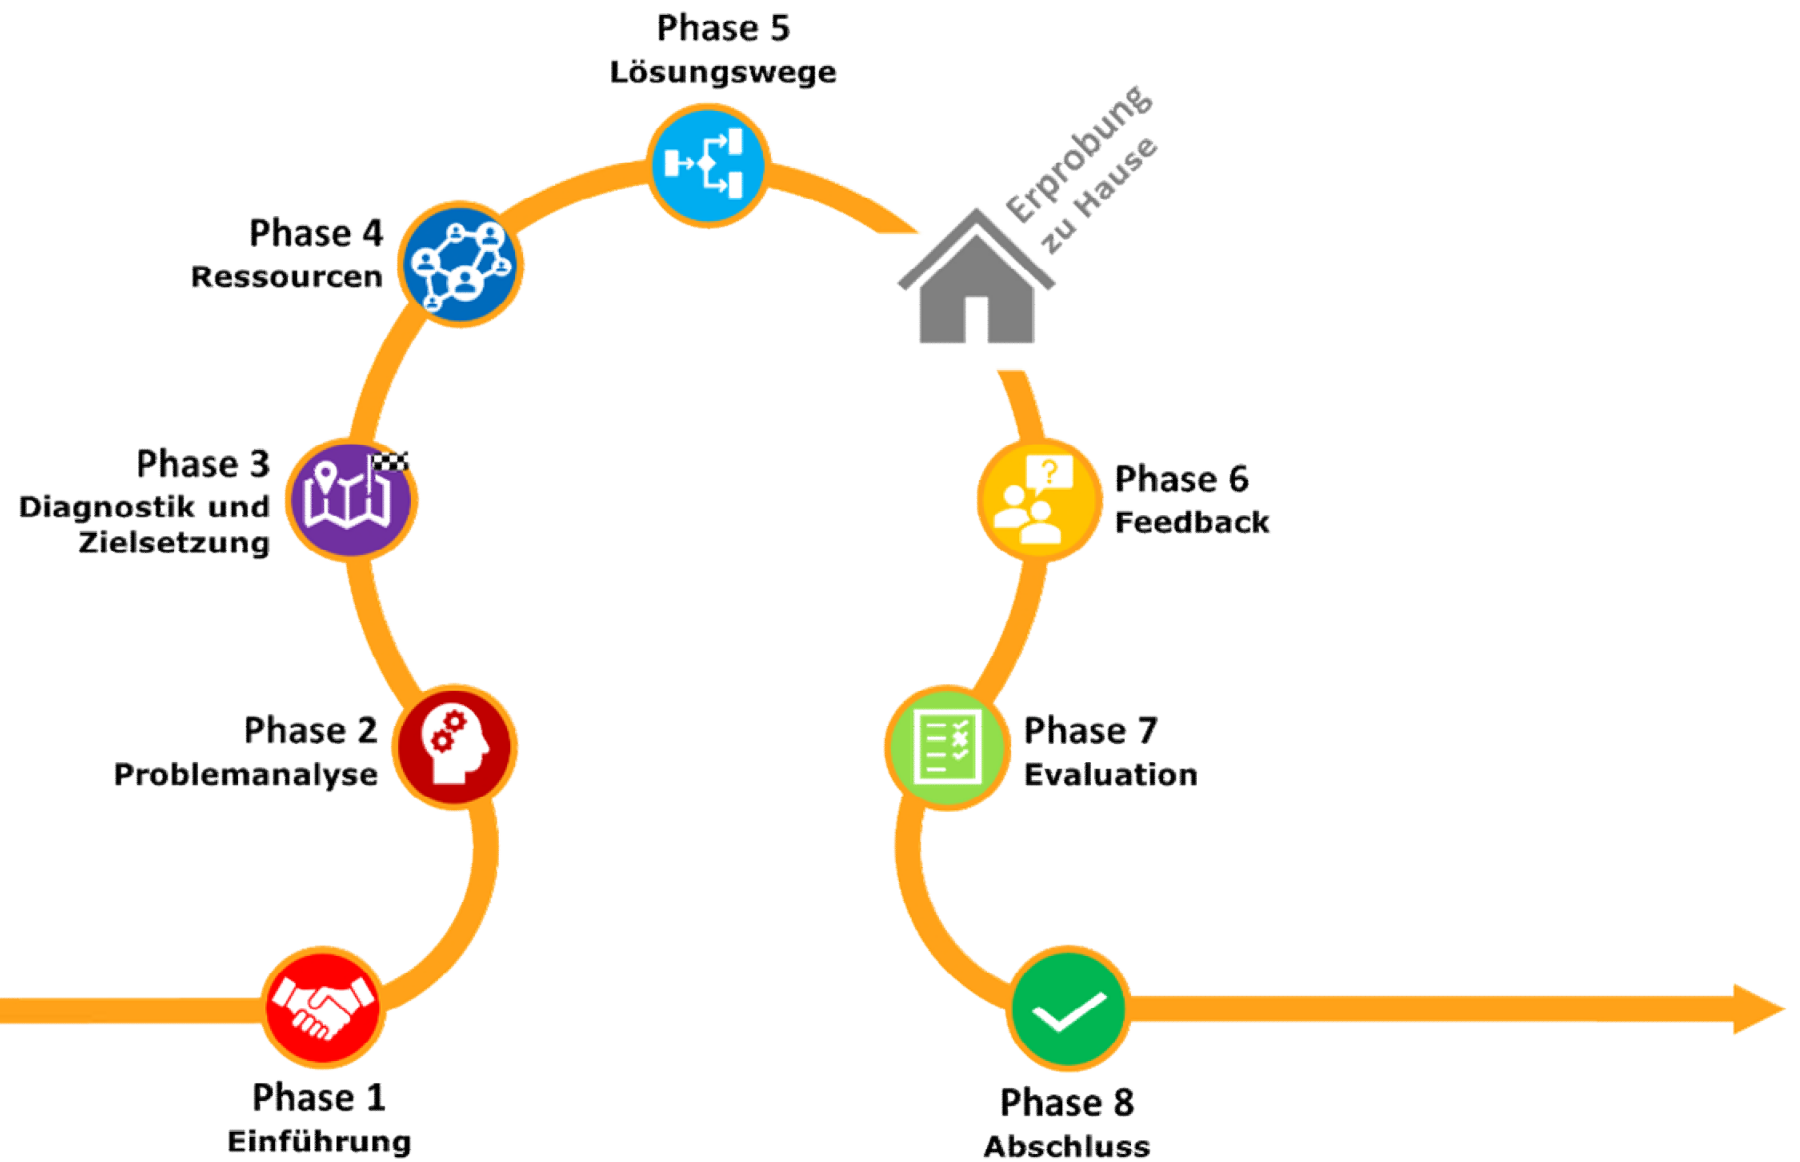 Phase 1
Einführung
Phase 2
Problemanalyse
Phase 3
Diagnostik und
Zielsetzung
Phase 4
Ressourcen
Phase 5
Lösungswege
Erprobung
zu Hause
?
Phase 6
Feedback
Phase 7
Evaluation
Phase 8
Abschluss